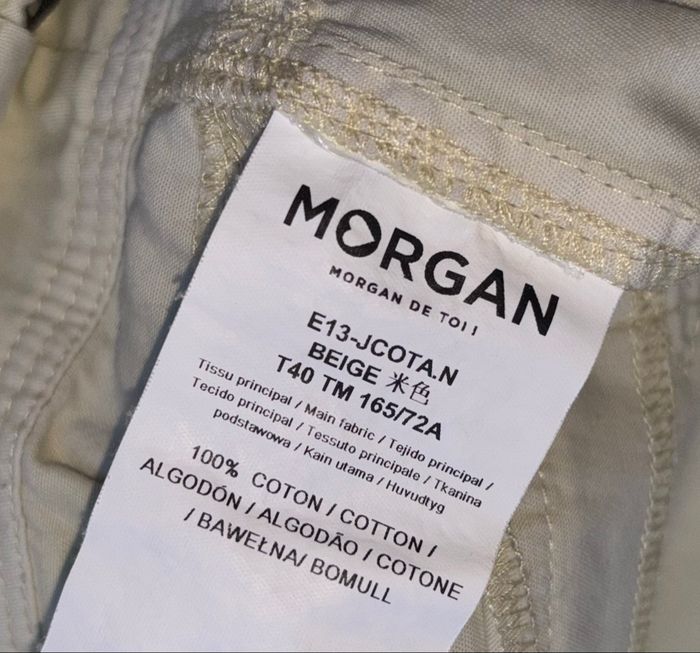 MORGAN
MORGAN DE TOI !
E13-JCOTA.N
BEIGE 米色
T40 TM 165/72A
Tissu principal / Main fabric / Tejido principal /
Tecido principal / Tessuto principale / Tkanina
podstawowa / Kain utama / Huvudtyg
100% COTON / COTTON /
ALGODÓN / ALGODÃO / COTONE
/ BAWEŁNA/ BOMULL